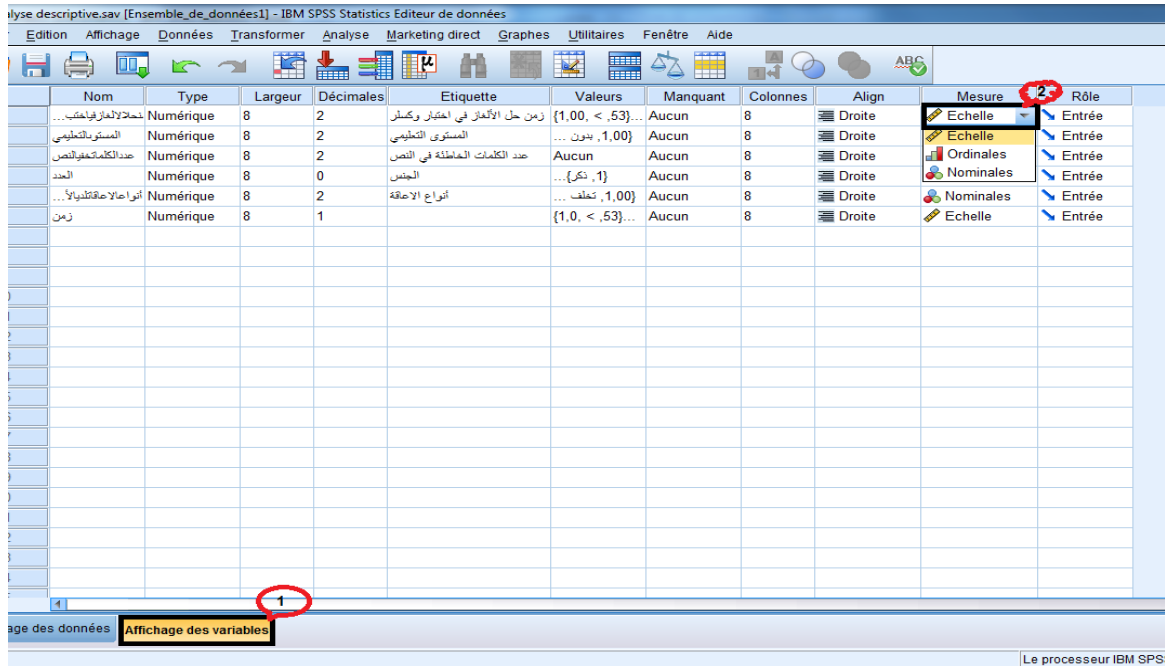 alyse descriptive.sav [Ensemble_de_données1] - IBM SPSS Statistics Editeur de données
Edition Affichage Données Transformer Analyse Marketing direct Graphes Utilitaires Fenêtre Aide
Nom Type Largeur Décimales Etiquette Valeurs Manquant Colonnes Align Mesure 2 Rôle
نحلالالغازفياختب... Numérique 8 2 زمن حل الألغاز في اختبار وكسلر {1,00, < ,53}... Aucun 8 Droite Echelle Entrée
المستوىالتعليمي Numérique 8 2 المستوى التعليمي {1,00, بدون ... Aucun 8 Droite Echelle Entrée
عددالكلماتخفيالنص Numérique 8 2 عدد الكلمات الخاطئة في النص Aucun Aucun 8 Droite Ordinales Entrée
العدد Numérique 8 0 الجنس {1, ذكر}... Aucun 8 Droite Nominales Entrée
أنواعالاعاقاتلديالأ... Numérique 8 2 أنواع الاعاقة {1,00, تخلف ... Aucun 8 Droite Nominales Entrée
زمن Numérique 8 1 {1,0, < ,53}... Aucun 8 Droite Echelle Entrée
1
age des données Affichage des variables
Le processeur IBM SPS